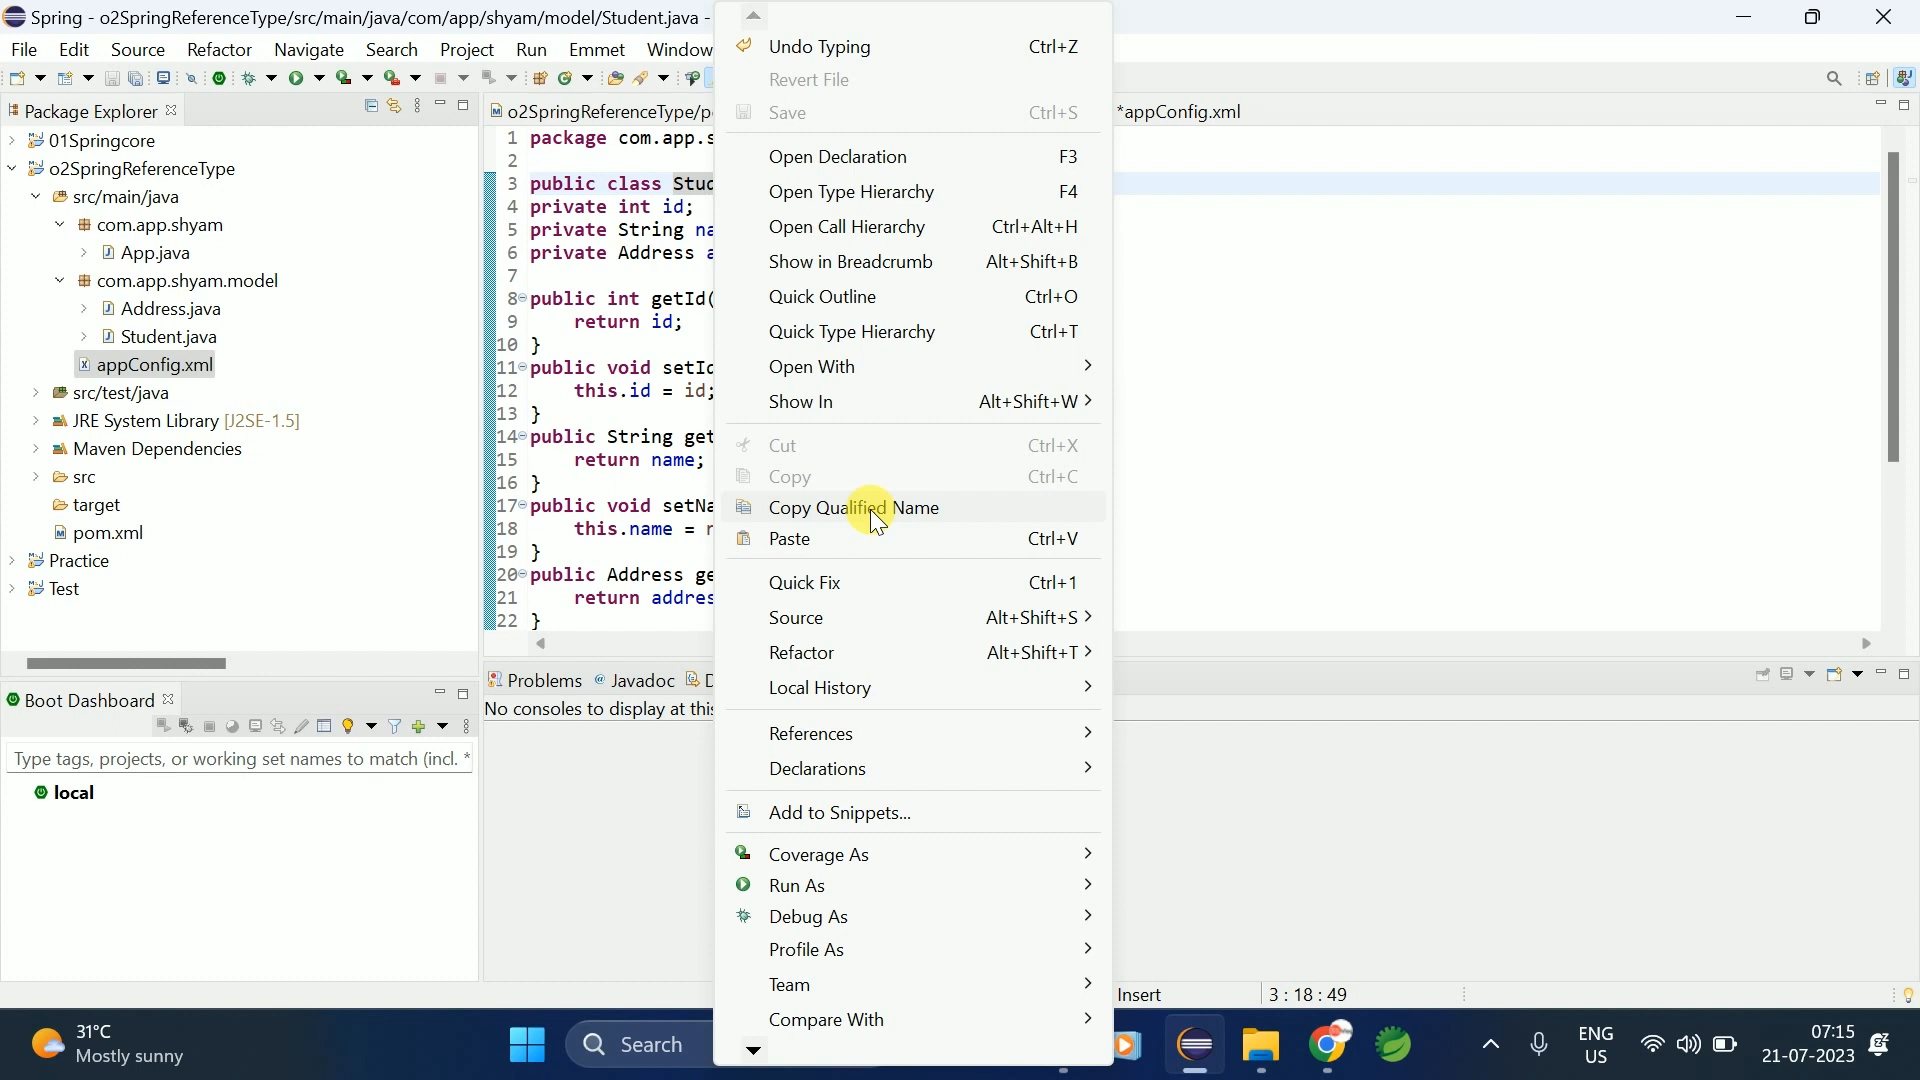 Spring - o2SpringReferenceType/src/main/java/com/app/shyam/model/Student.java -
File Edit Source Refactor Navigate Search Project Run Emmet Window
Package Explorer
01Springcore
o2SpringReferenceType
src/main/java
com.app.shyam
App.java
com.app.shyam.model
Address.java
Student.java
appConfig.xml
src/test/java
JRE System Library [J2SE-1.5]
Maven Dependencies
src
target
pom.xml
Practice
Test
Boot Dashboard
Type tags, projects, or working set names to match (incl. *
local
o2SpringReferenceType/p
*appConfig.xml
1 package com.app.s
2
3 public class Stud
4 private int id;
5 private String na
6 private Address a
7
8 public int getId(
9 return id;
10 }
11 public void setId
12 this.id = id;
13 }
14 public String get
15 return name;
16 }
17 public void setNa
18 this.name = n
19 }
20 public Address ge
21 return addres
22 }
Problems @ Javadoc D
No consoles to display at this
Undo Typing Ctrl+Z
Revert File
Save Ctrl+S
Open Declaration F3
Open Type Hierarchy F4
Open Call Hierarchy Ctrl+Alt+H
Show in Breadcrumb Alt+Shift+B
Quick Outline Ctrl+O
Quick Type Hierarchy Ctrl+T
Open With
Show In Alt+Shift+W
Cut Ctrl+X
Copy Ctrl+C
Copy Qualified Name
Paste Ctrl+V
Quick Fix Ctrl+1
Source Alt+Shift+S
Refactor Alt+Shift+T
Local History
References
Declarations
Add to Snippets...
Coverage As
Run As
Debug As
Profile As
Team
Compare With
Insert 3 : 18 : 49
31°C
Mostly sunny
Search
ENG
US
07:15
21-07-2023